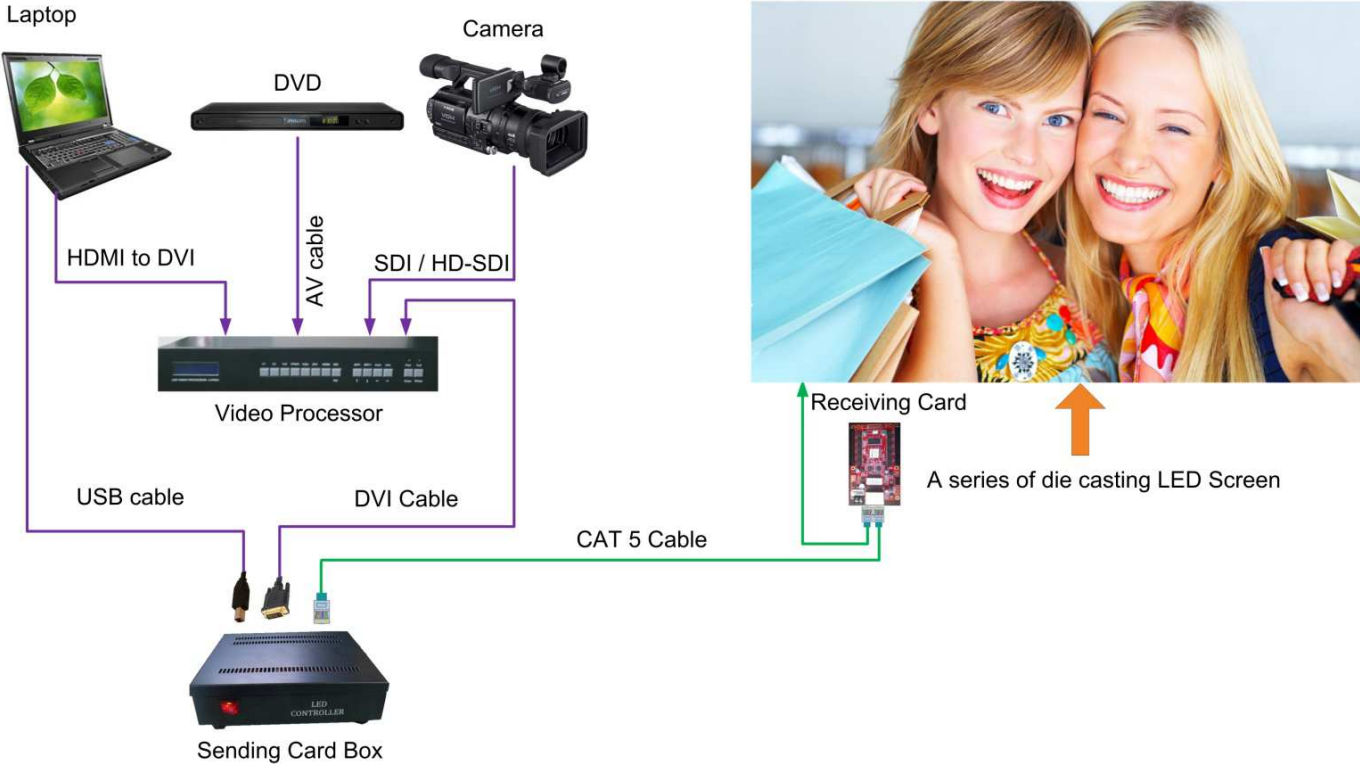 Laptop
Camera
DVD
HDMI to DVI
AV cable
SDI / HD-SDI
Video Processor
Receiving Card
A series of die casting LED Screen
USB cable
DVI Cable
CAT 5 Cable
LED
CONTROLLER
Sending Card Box